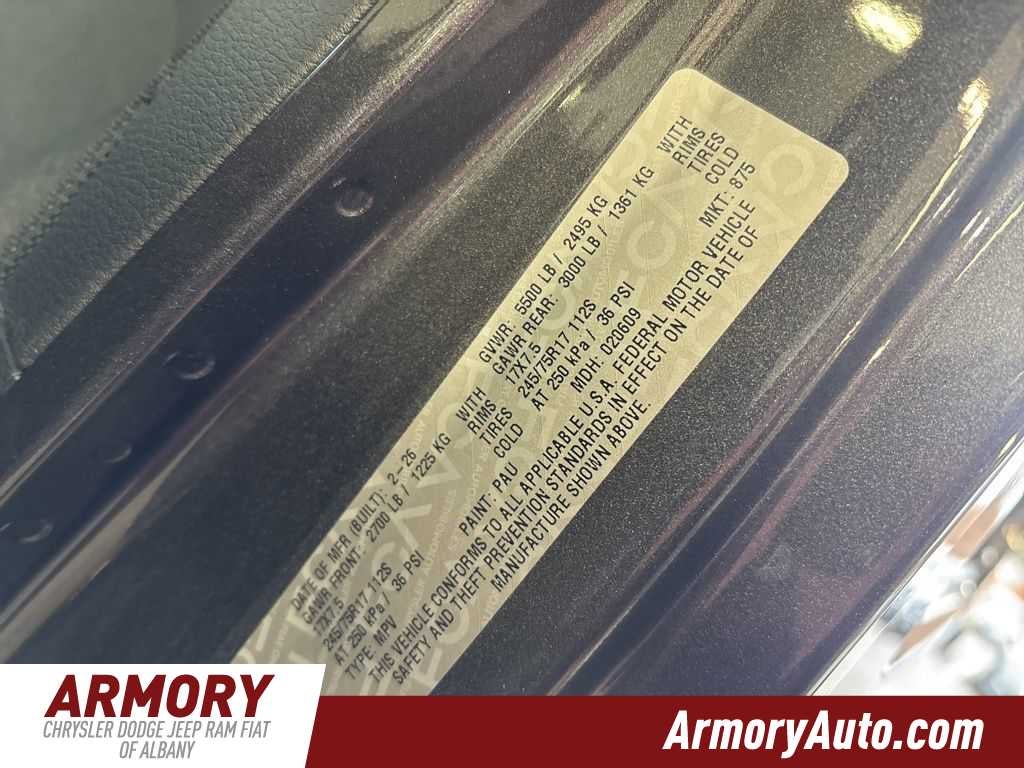 DATE OF MFR (BUILT): 2-26 GVWR: 5500 LB / 2495 KG
GAWR FRONT: 2700 LB / 1225 KG WITH GAWR REAR: 3000 LB / 1361 KG WITH
17X7.5 RIMS 17X7.5 RIMS
245/75R17 112S TIRES 245/75R17 112S TIRES
AT 250 kPa / 36 PSI COLD AT 250 kPa / 36 PSI COLD
TYPE: MPV PAINT: PAU MDH: 020609 MKT: 875
THIS VEHICLE CONFORMS TO ALL APPLICABLE U.S.A. FEDERAL MOTOR VEHICLE
SAFETY AND THEFT PREVENTION STANDARDS IN EFFECT ON THE DATE OF
MANUFACTURE SHOWN ABOVE.
ARMORY
CHRYSLER DODGE JEEP RAM FIAT
OF ALBANY
ArmoryAuto.com